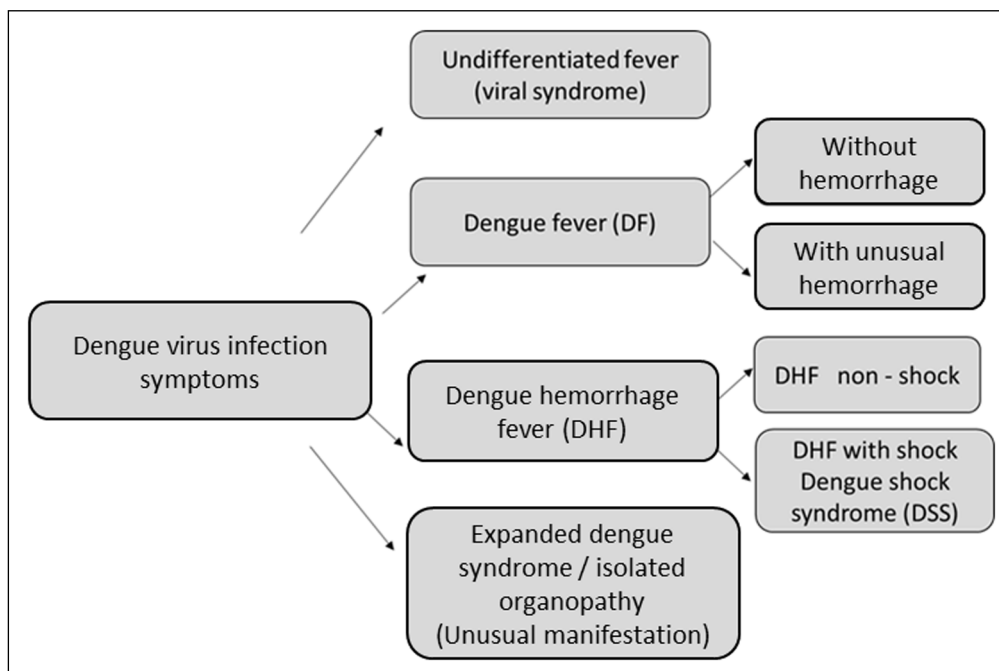 Undifferentiated fever
(viral syndrome)
Without
hemorrhage
Dengue fever (DF)
With unusual
hemorrhage
Dengue virus infection
symptoms
DHF non - shock
Dengue hemorrhage
fever (DHF)
DHF with shock
Dengue shock
syndrome (DSS)
Expanded dengue
syndrome / isolated
organopathy
(Unusual manifestation)